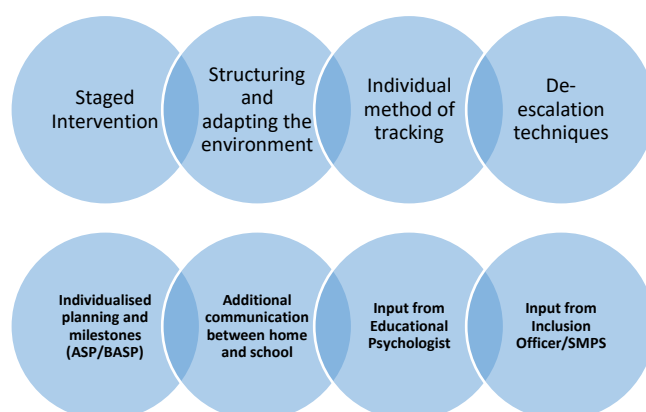 Staged
Intervention
Structuring
and
adapting the
environment
Individual
method of
tracking
De-
escalation
techniques
Individualised
planning and
milestones
(ASP/BASP)
Additional
communication
between home
and school
Input from
Educational
Psychologist
Input from
Inclusion
Officer/SMPS